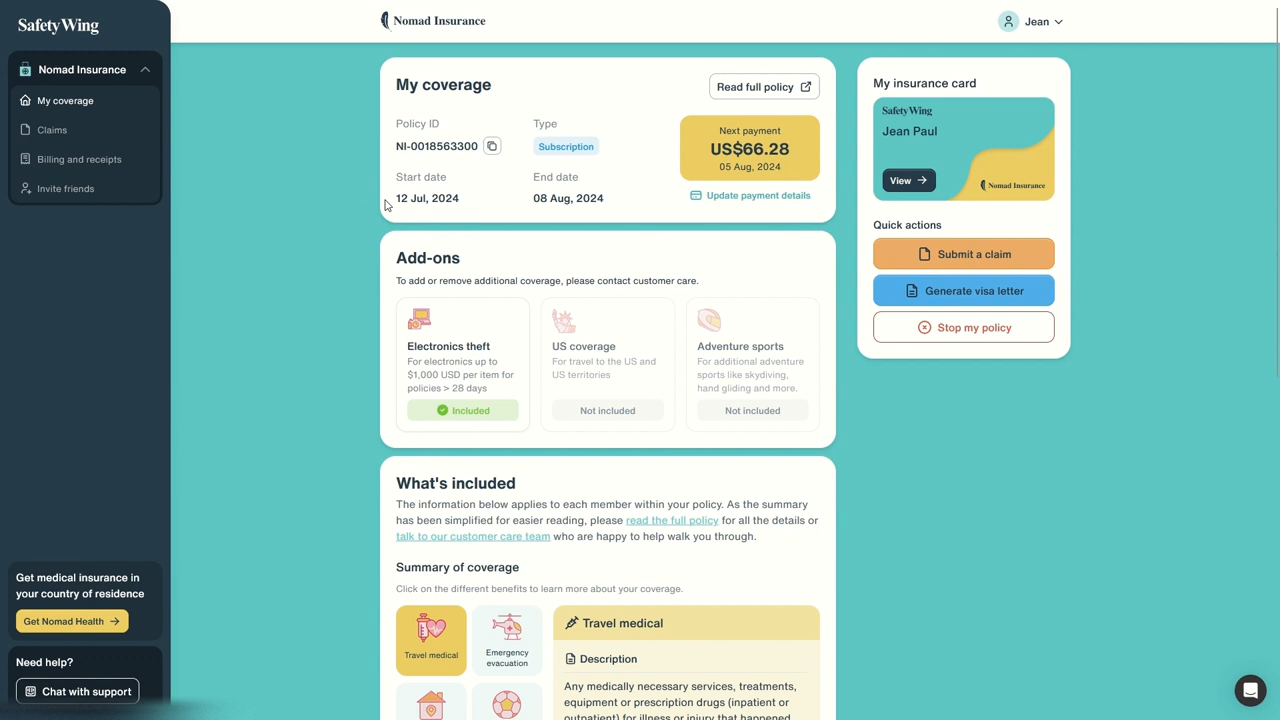 SafetyWing
Nomad Insurance
My coverage
Claims
Billing and receipts
Invite friends
Get medical insurance in
your country of residence
Get Nomad Health →
Need help?
Chat with support
Nomad Insurance
Jean
My coverage
Read full policy
Policy ID
NI-0018563300
Type
Subscription
Start date
12 Jul, 2024
End date
08 Aug, 2024
Next payment
US$66.28
05 Aug, 2024
Update payment details
Add-ons
To add or remove additional coverage, please contact customer care.
Electronics theft
For electronics up to
$1,000 USD per item for
policies > 28 days
Included
US coverage
For travel to the US and
US territories
Not included
Adventure sports
For additional adventure
sports like skydiving,
hand gliding and more.
Not included
What's included
The information below applies to each member within your policy. As the summary
has been simplified for easier reading, please read the full policy for all the details or
talk to our customer care team who are happy to help walk you through.
Summary of coverage
Click on the different benefits to learn more about your coverage.
Travel medical
Emergency
evacuation
Travel medical
Description
Any medically necessary services, treatments,
equipment or prescription drugs (inpatient or
outpatient) for illness or injury that happened
My insurance card
SafetyWing
Jean Paul
View →
Nomad Insurance
Quick actions
Submit a claim
Generate visa letter
Stop my policy